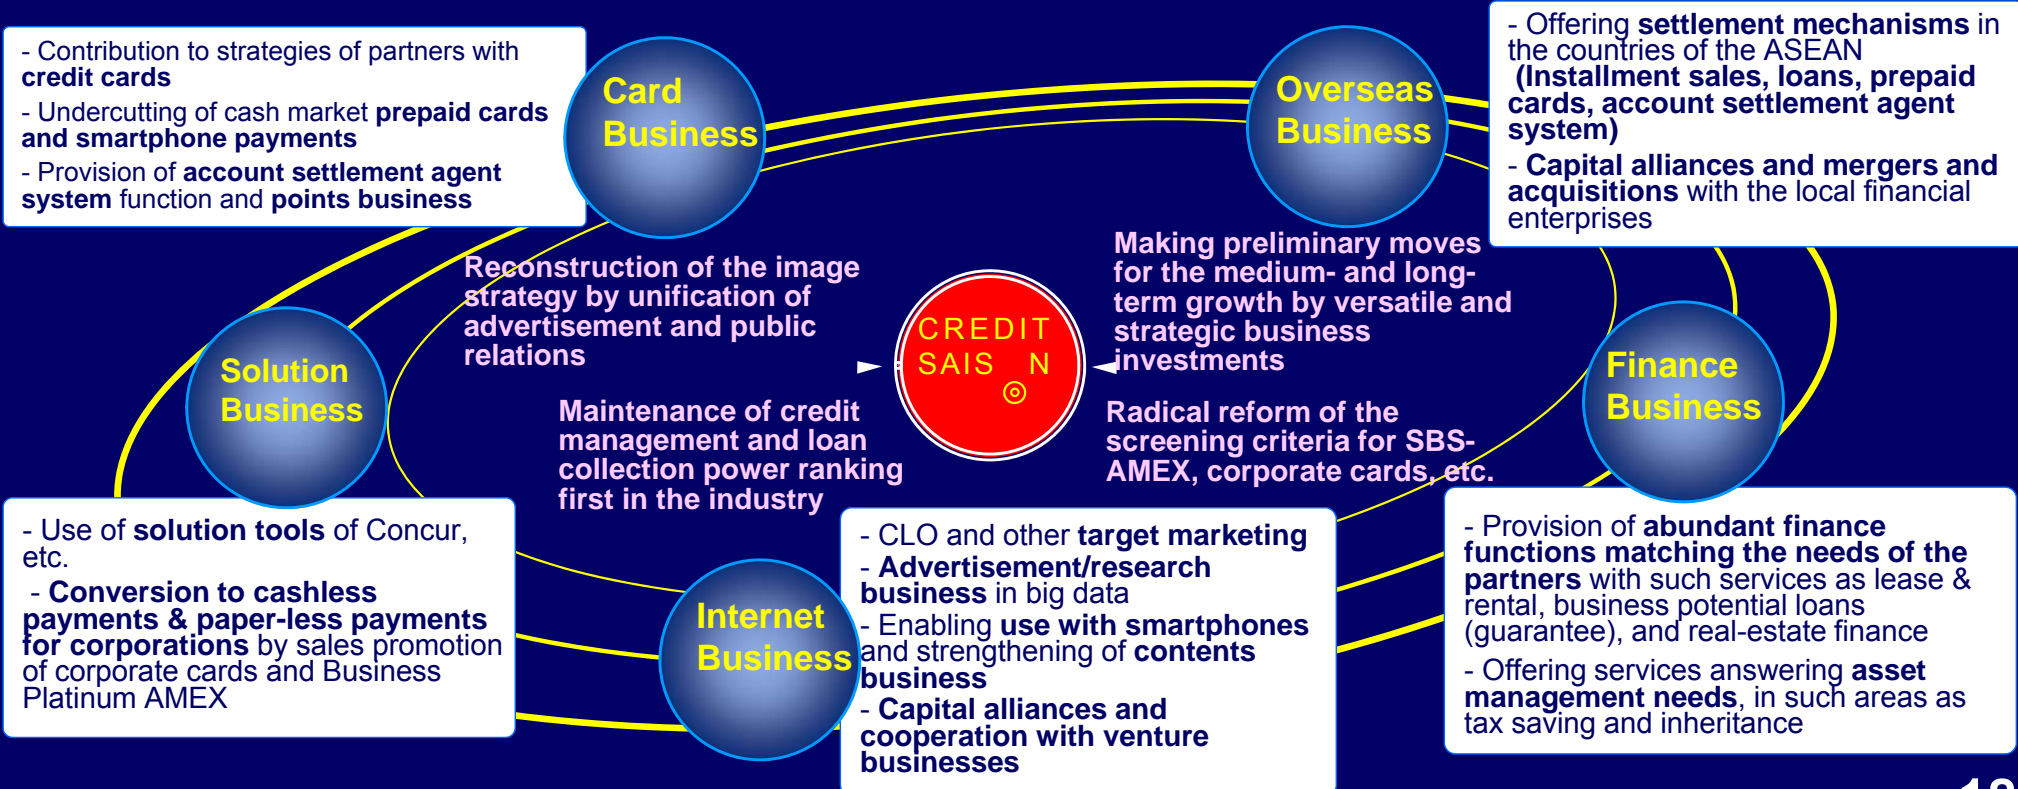 - Contribution to strategies of partners with
credit cards
- Undercutting of cash market prepaid cards
and smartphone payments
- Provision of account settlement agent
system function and points business
Card
Business
Overseas
Business
- Offering settlement mechanisms in
the countries of the ASEAN
(Installment sales, loans, prepaid
cards, account settlement agent
system)
- Capital alliances and mergers and
acquisitions with the local financial
enterprises
Reconstruction of the image
strategy by unification of
advertisement and public
relations
Making preliminary moves
for the medium- and long-
term growth by versatile and
strategic business
investments
CREDIT
SAIS N
Solution
Business
Finance
Business
Maintenance of credit
management and loan
collection power ranking
first in the industry
Radical reform of the
screening criteria for SBS-
AMEX, corporate cards, etc.
- Use of solution tools of Concur,
etc.
- Conversion to cashless
payments & paper-less payments
for corporations by sales promotion
of corporate cards and Business
Platinum AMEX
Internet
Business
- CLO and other target marketing
- Advertisement/research
business in big data
- Enabling use with smartphones
and strengthening of contents
business
- Capital alliances and
cooperation with venture
businesses
- Provision of abundant finance
functions matching the needs of the
partners with such services as lease &
rental, business potential loans
(guarantee), and real-estate finance
- Offering services answering asset
management needs, in such areas as
tax saving and inheritance